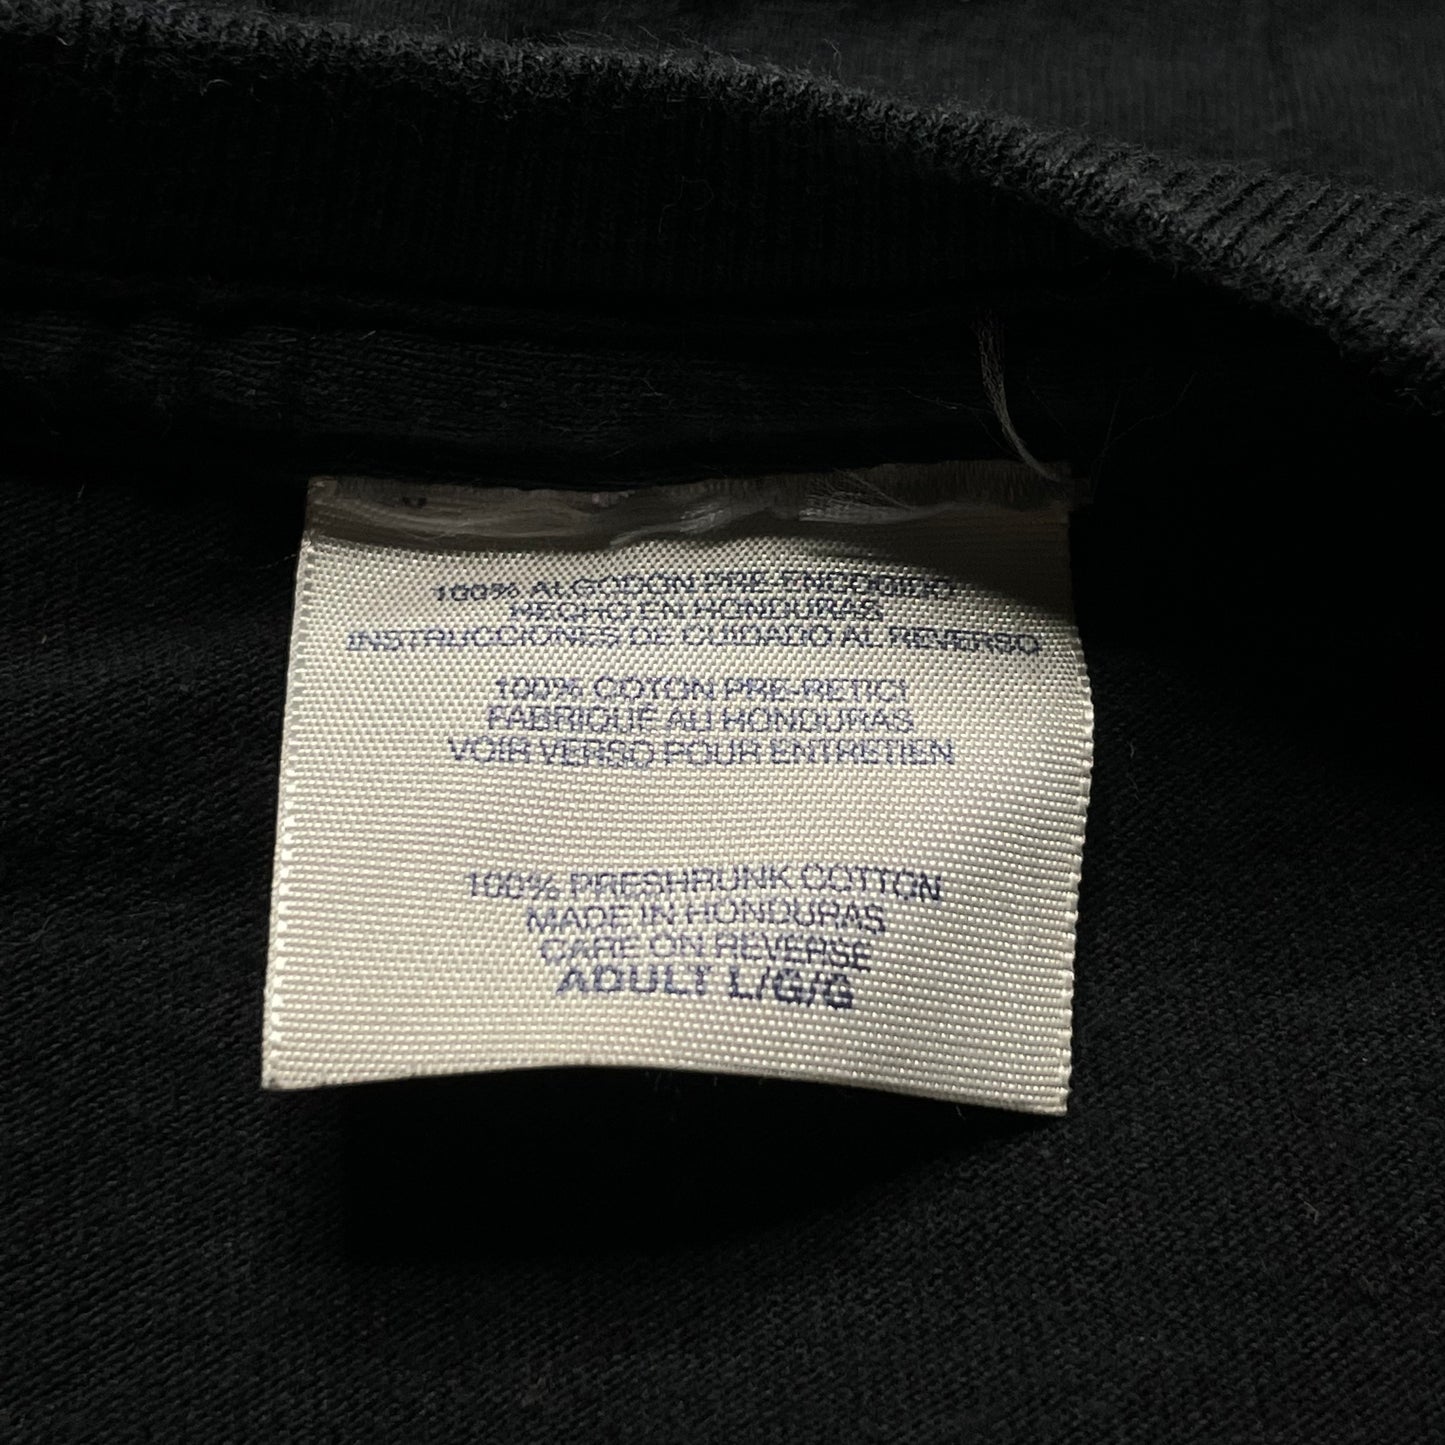 100% ALGODON PRE-ENCOGIDO
HECHO EN HONDURAS
INSTRUCCIONES DE CUIDADO AL REVERSO
100% COTON PRE-RETICI
FABRIQUÉ AU HONDURAS
VOIR VERSO POUR ENTRETIEN
100% PRESHRUNK COTTON
MADE IN HONDURAS
CARE ON REVERSE
ADULT L/G/G